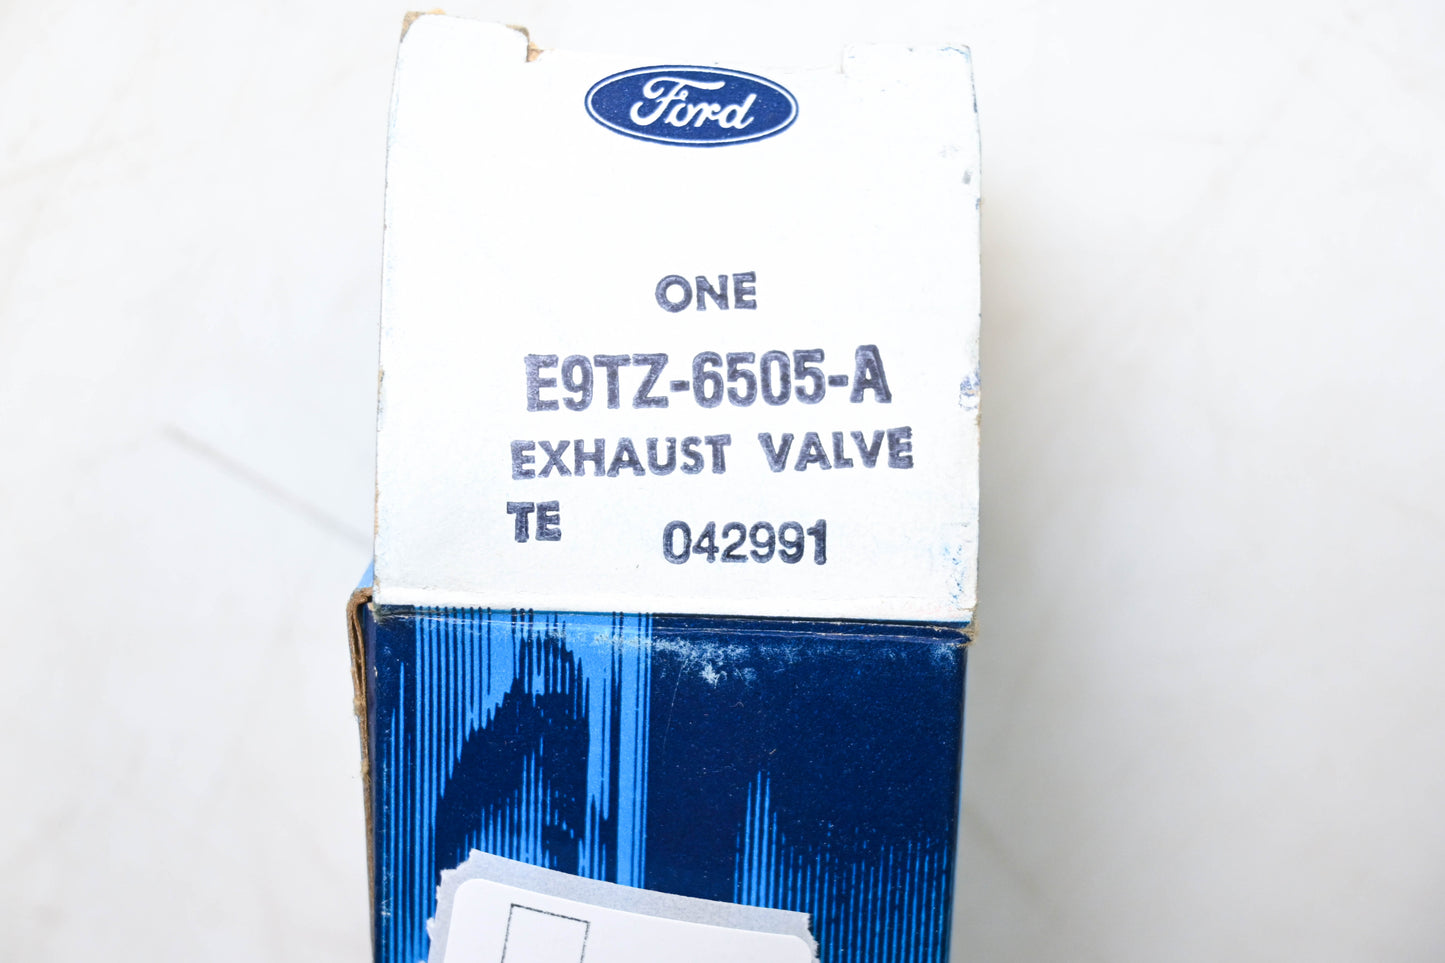 Ford
ONE
E9TZ-6505-A
EXHAUST VALVE
TE 042991